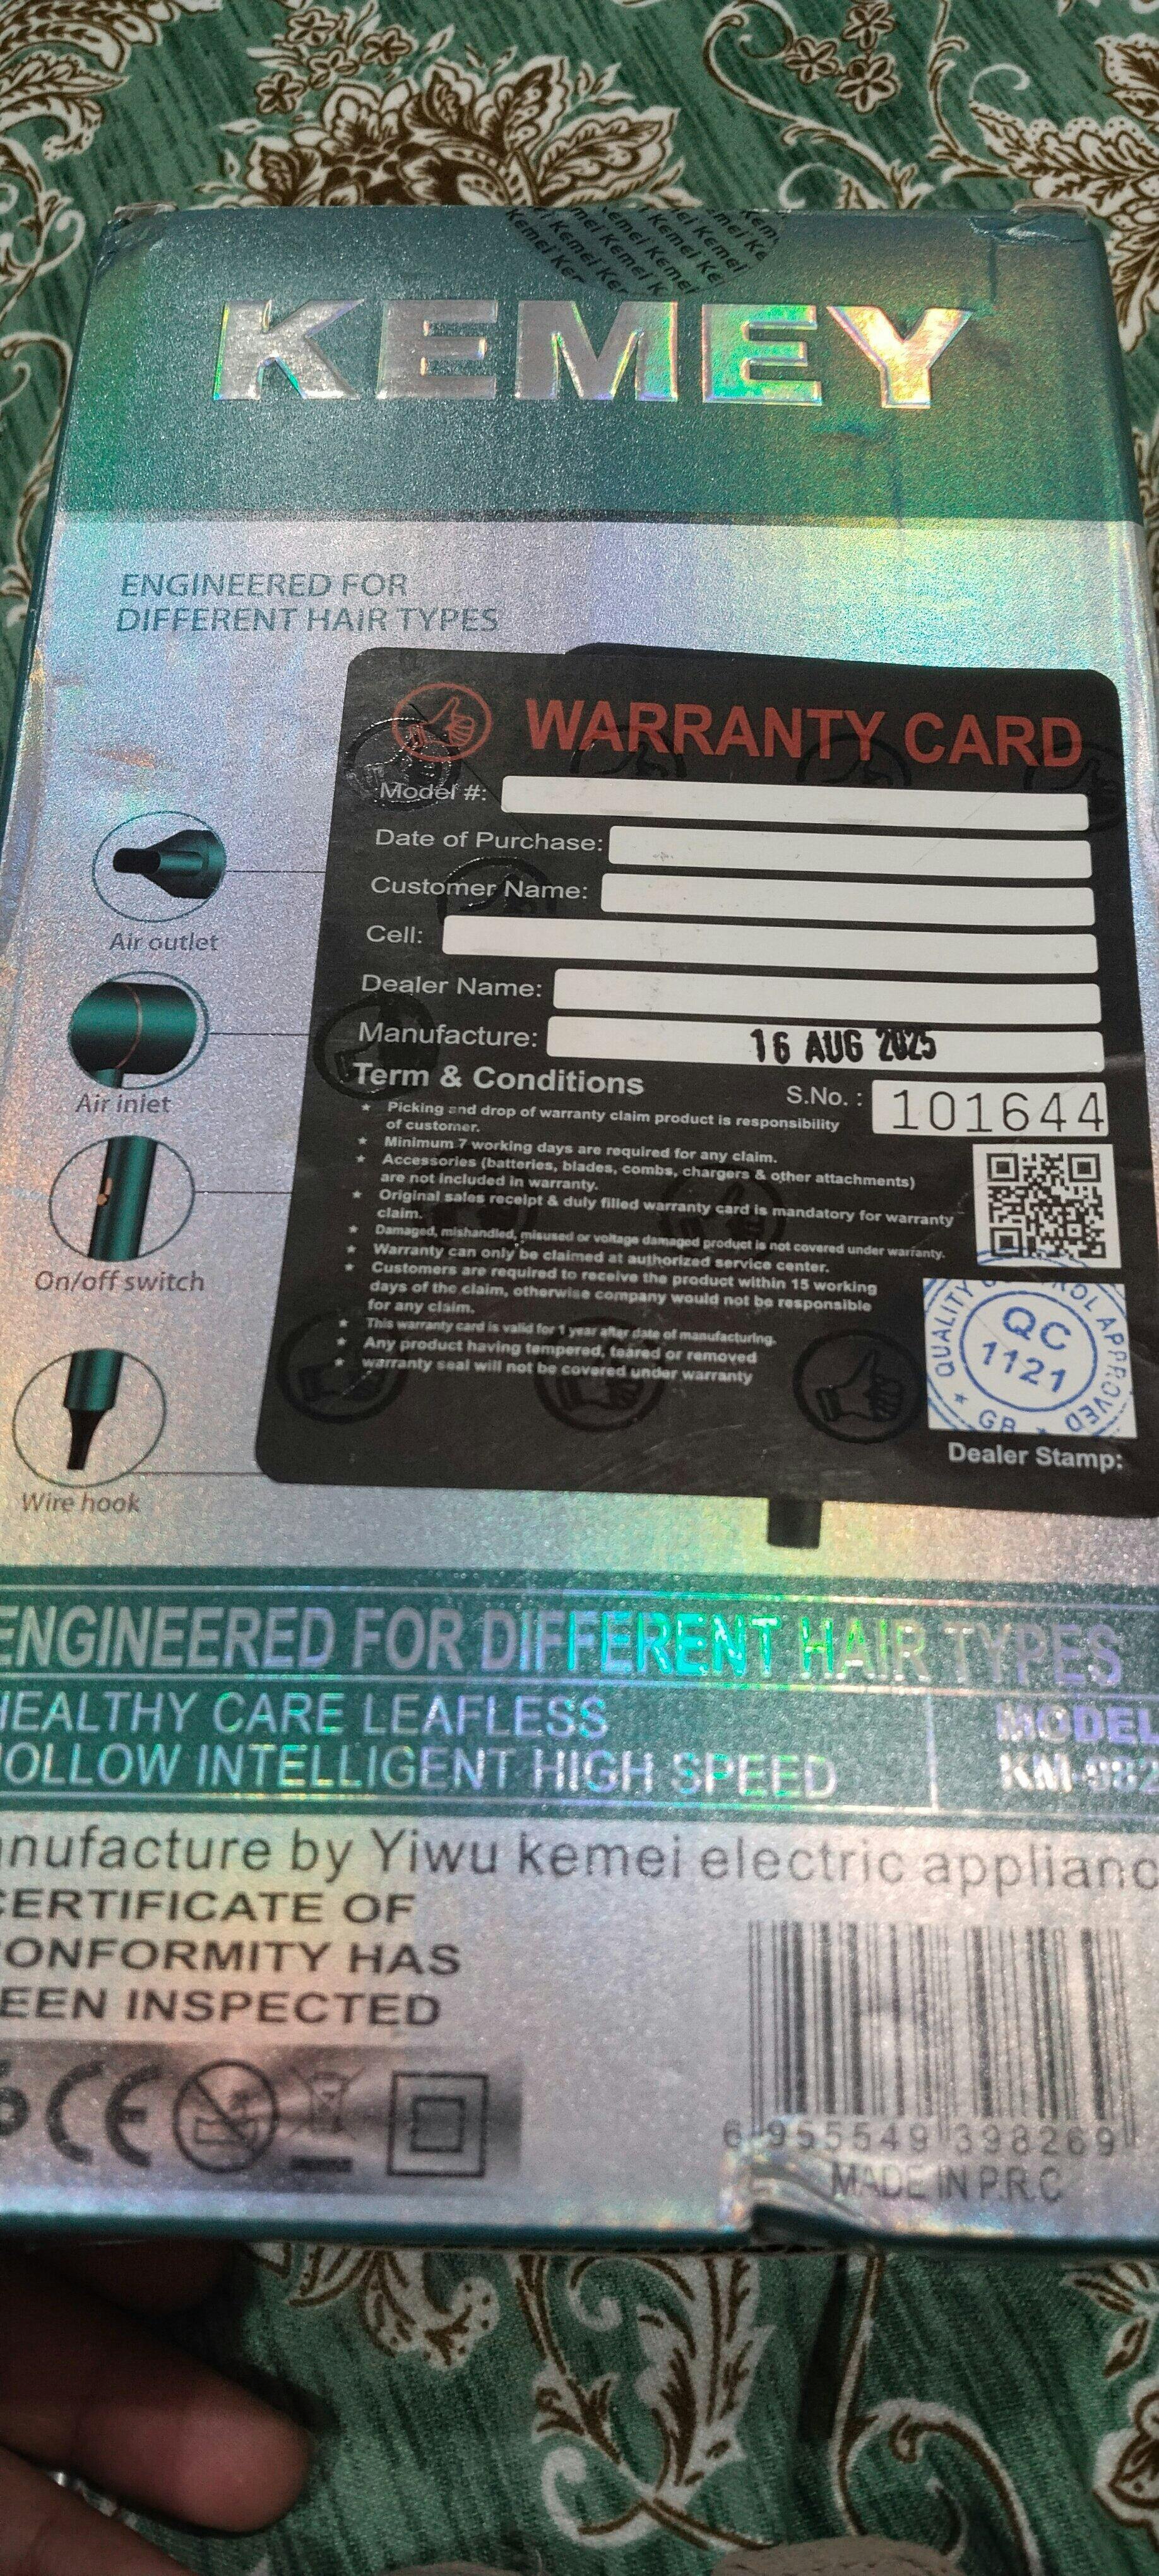 KEMEY
ENGINEERED FOR
DIFFERENT HAIR TYPES
WARRANTY CARD
Model #:
Date of Purchase:
Customer Name:
Cell:
Dealer Name:
Manufacture: 16 AUG 2025
Term & Conditions
S.No. : 101644
★ Picking and drop of warranty claim product is responsibility
of customer.
★ Minimum 7 working days are required for any claim.
★ Accessories (batteries, blades, combs, chargers & other attachments)
are not included in warranty.
★ Original sales receipt & duly filled warranty card is mandatory for warranty
claim.
★ Damaged, mishandled, misused or voltage damaged product is not covered under warranty.
★ Warranty can only be claimed at authorized service center.
★ Customers are required to receive the product within 15 working
days of the claim, otherwise company would not be responsible
for any claim.
★ This warranty card is valid for 1 year after date of manufacturing.
★ Any product having tempered, teared or removed
★ warranty seal will not be covered under warranty
QUALITY
APPROVED
QC
1121
Dealer Stamp:
Air outlet
Air inlet
On/off switch
Wire hook
ENGINEERED FOR DIFFERENT HAIR TYPES
HEALTHY CARE LEAFLESS
OLLOW INTELLIGENT HIGH SPEED
MODEL
anufacture by Yiwu kemei electric applianc
CERTIFICATE OF
ONFORMITY HAS
EEN INSPECTED
CE
6 955549 398269
MADE IN P.R.C